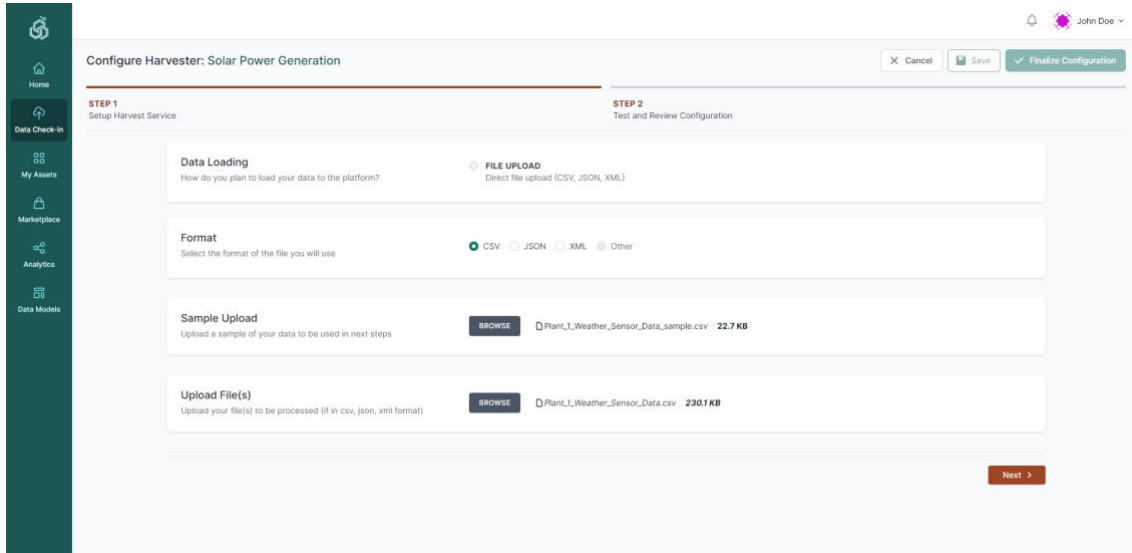 John Doe
Home
Data Check-in
My Assets
Marketplace
Analytics
Data Models
Configure Harvester: Solar Power Generation
Cancel
Save
Finalize Configuration
STEP 1
Setup Harvest Service
STEP 2
Test and Review Configuration
Data Loading
How do you plan to load your data to the platform?
FILE UPLOAD
Direct file upload (CSV, JSON, XML)
Format
Select the format of the file you will use
CSV JSON XML Other
Sample Upload
Upload a sample of your data to be used in next steps
BROWSE Plant_1_Weather_Sensor_Data_sample.csv 22.7 KB
Upload File(s)
Upload your file(s) to be processed (if in csv, json, xml format)
BROWSE Plant_1_Weather_Sensor_Data.csv 230.1 KB
Next